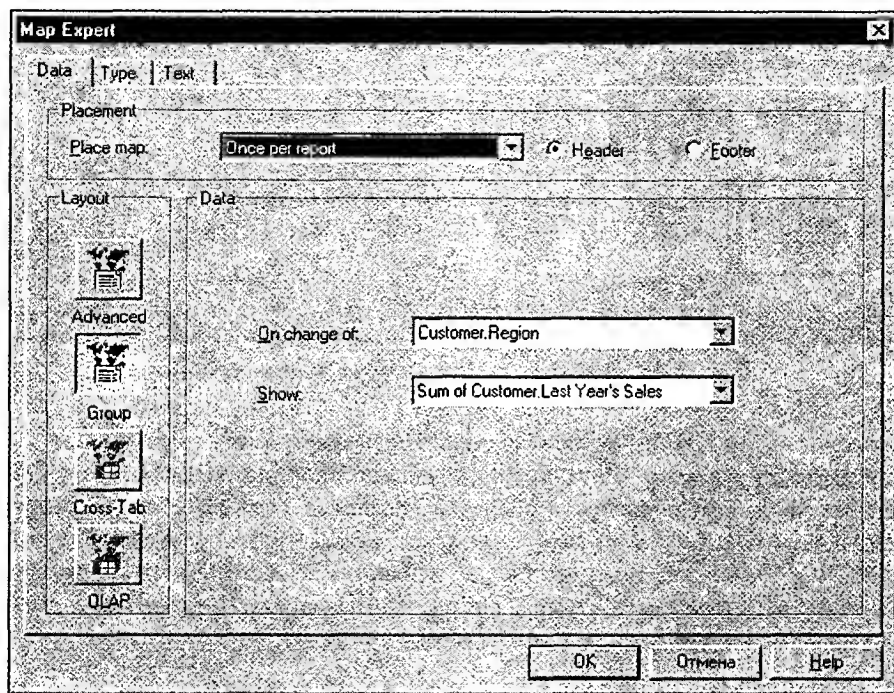 Map Expert
Data Type Text
Placement
Place map: Once per report Header Footer
Layout Data
Advanced
On change of: Customer.Region
Group
Show: Sum of Customer.Last Year's Sales
Cross-Tab
OLAP
OK Отмена Help